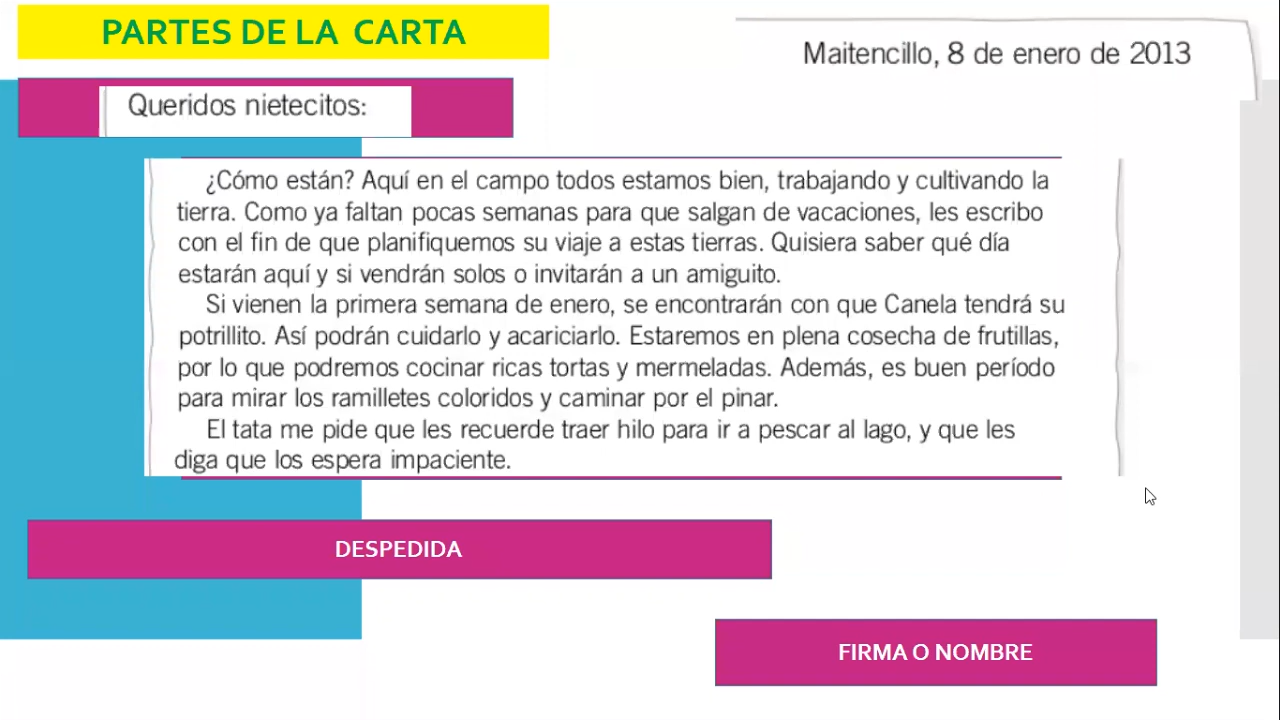 PARTES DE LA CARTA
Maitencillo, 8 de enero de 2013
Queridos nietecitos:
¿Cómo están? Aquí en el campo todos estamos bien, trabajando y cultivando la
tierra. Como ya faltan pocas semanas para que salgan de vacaciones, les escribo
con el fin de que planifiquemos su viaje a estas tierras. Quisiera saber qué día
estarán aquí y si vendrán solos o invitarán a un amiguito.
Si vienen la primera semana de enero, se encontrarán con que Canela tendrá su
potrillito. Así podrán cuidarlo y acariciarlo. Estaremos en plena cosecha de frutillas,
por lo que podremos cocinar ricas tortas y mermeladas. Además, es buen período
para mirar los ramilletes coloridos y caminar por el pinar.
El tata me pide que les recuerde traer hilo para ir a pescar al lago, y que les
diga que los espera impaciente.
DESPEDIDA
FIRMA O NOMBRE